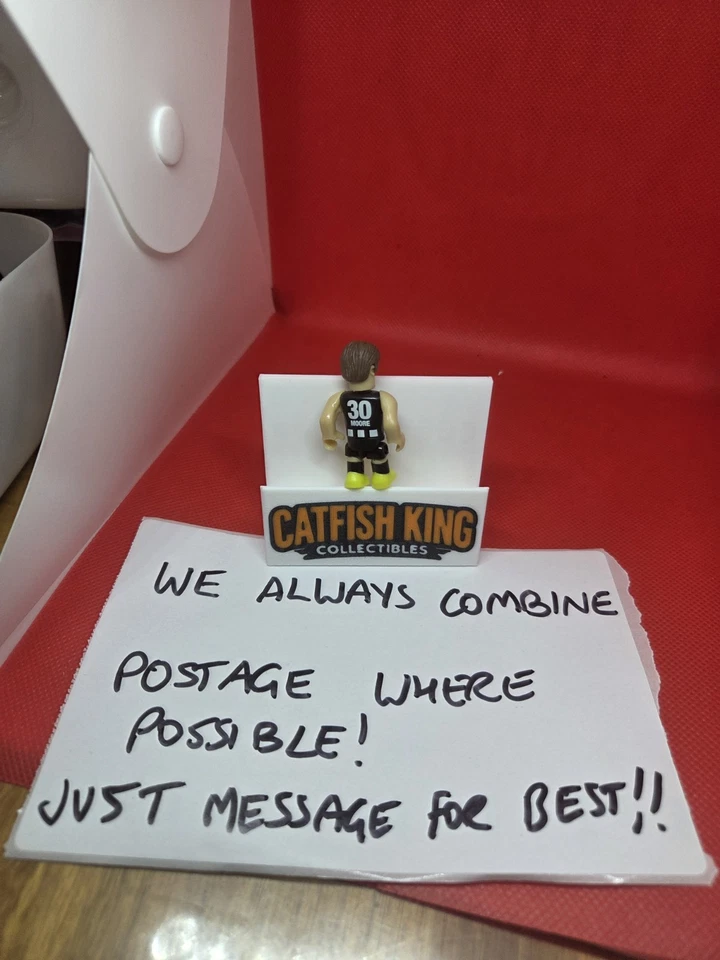 30
MOORE
CATFISH KING
COLLECTIBLES
WE ALWAYS COMBINE
POSTAGE WHERE
POSSIBLE!
JUST MESSAGE FOR BEST!!